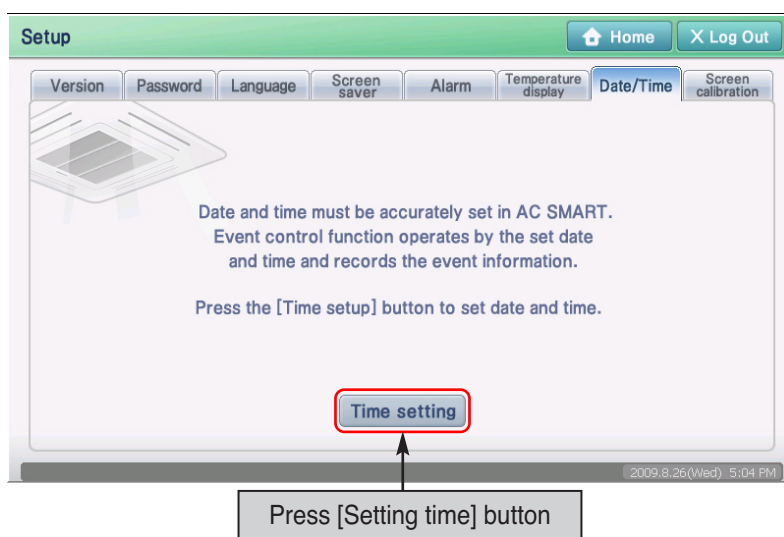 Setup
Home
X Log Out
Version
Password
Language
Screen
saver
Alarm
Temperature
display
Date/Time
Screen
calibration
Date and time must be accurately set in AC SMART.
Event control function operates by the set date
and time and records the event information.
Press the [Time setup] button to set date and time.
Time setting
2009.8.26(Wed) 5:04 PM
Press [Setting time] button